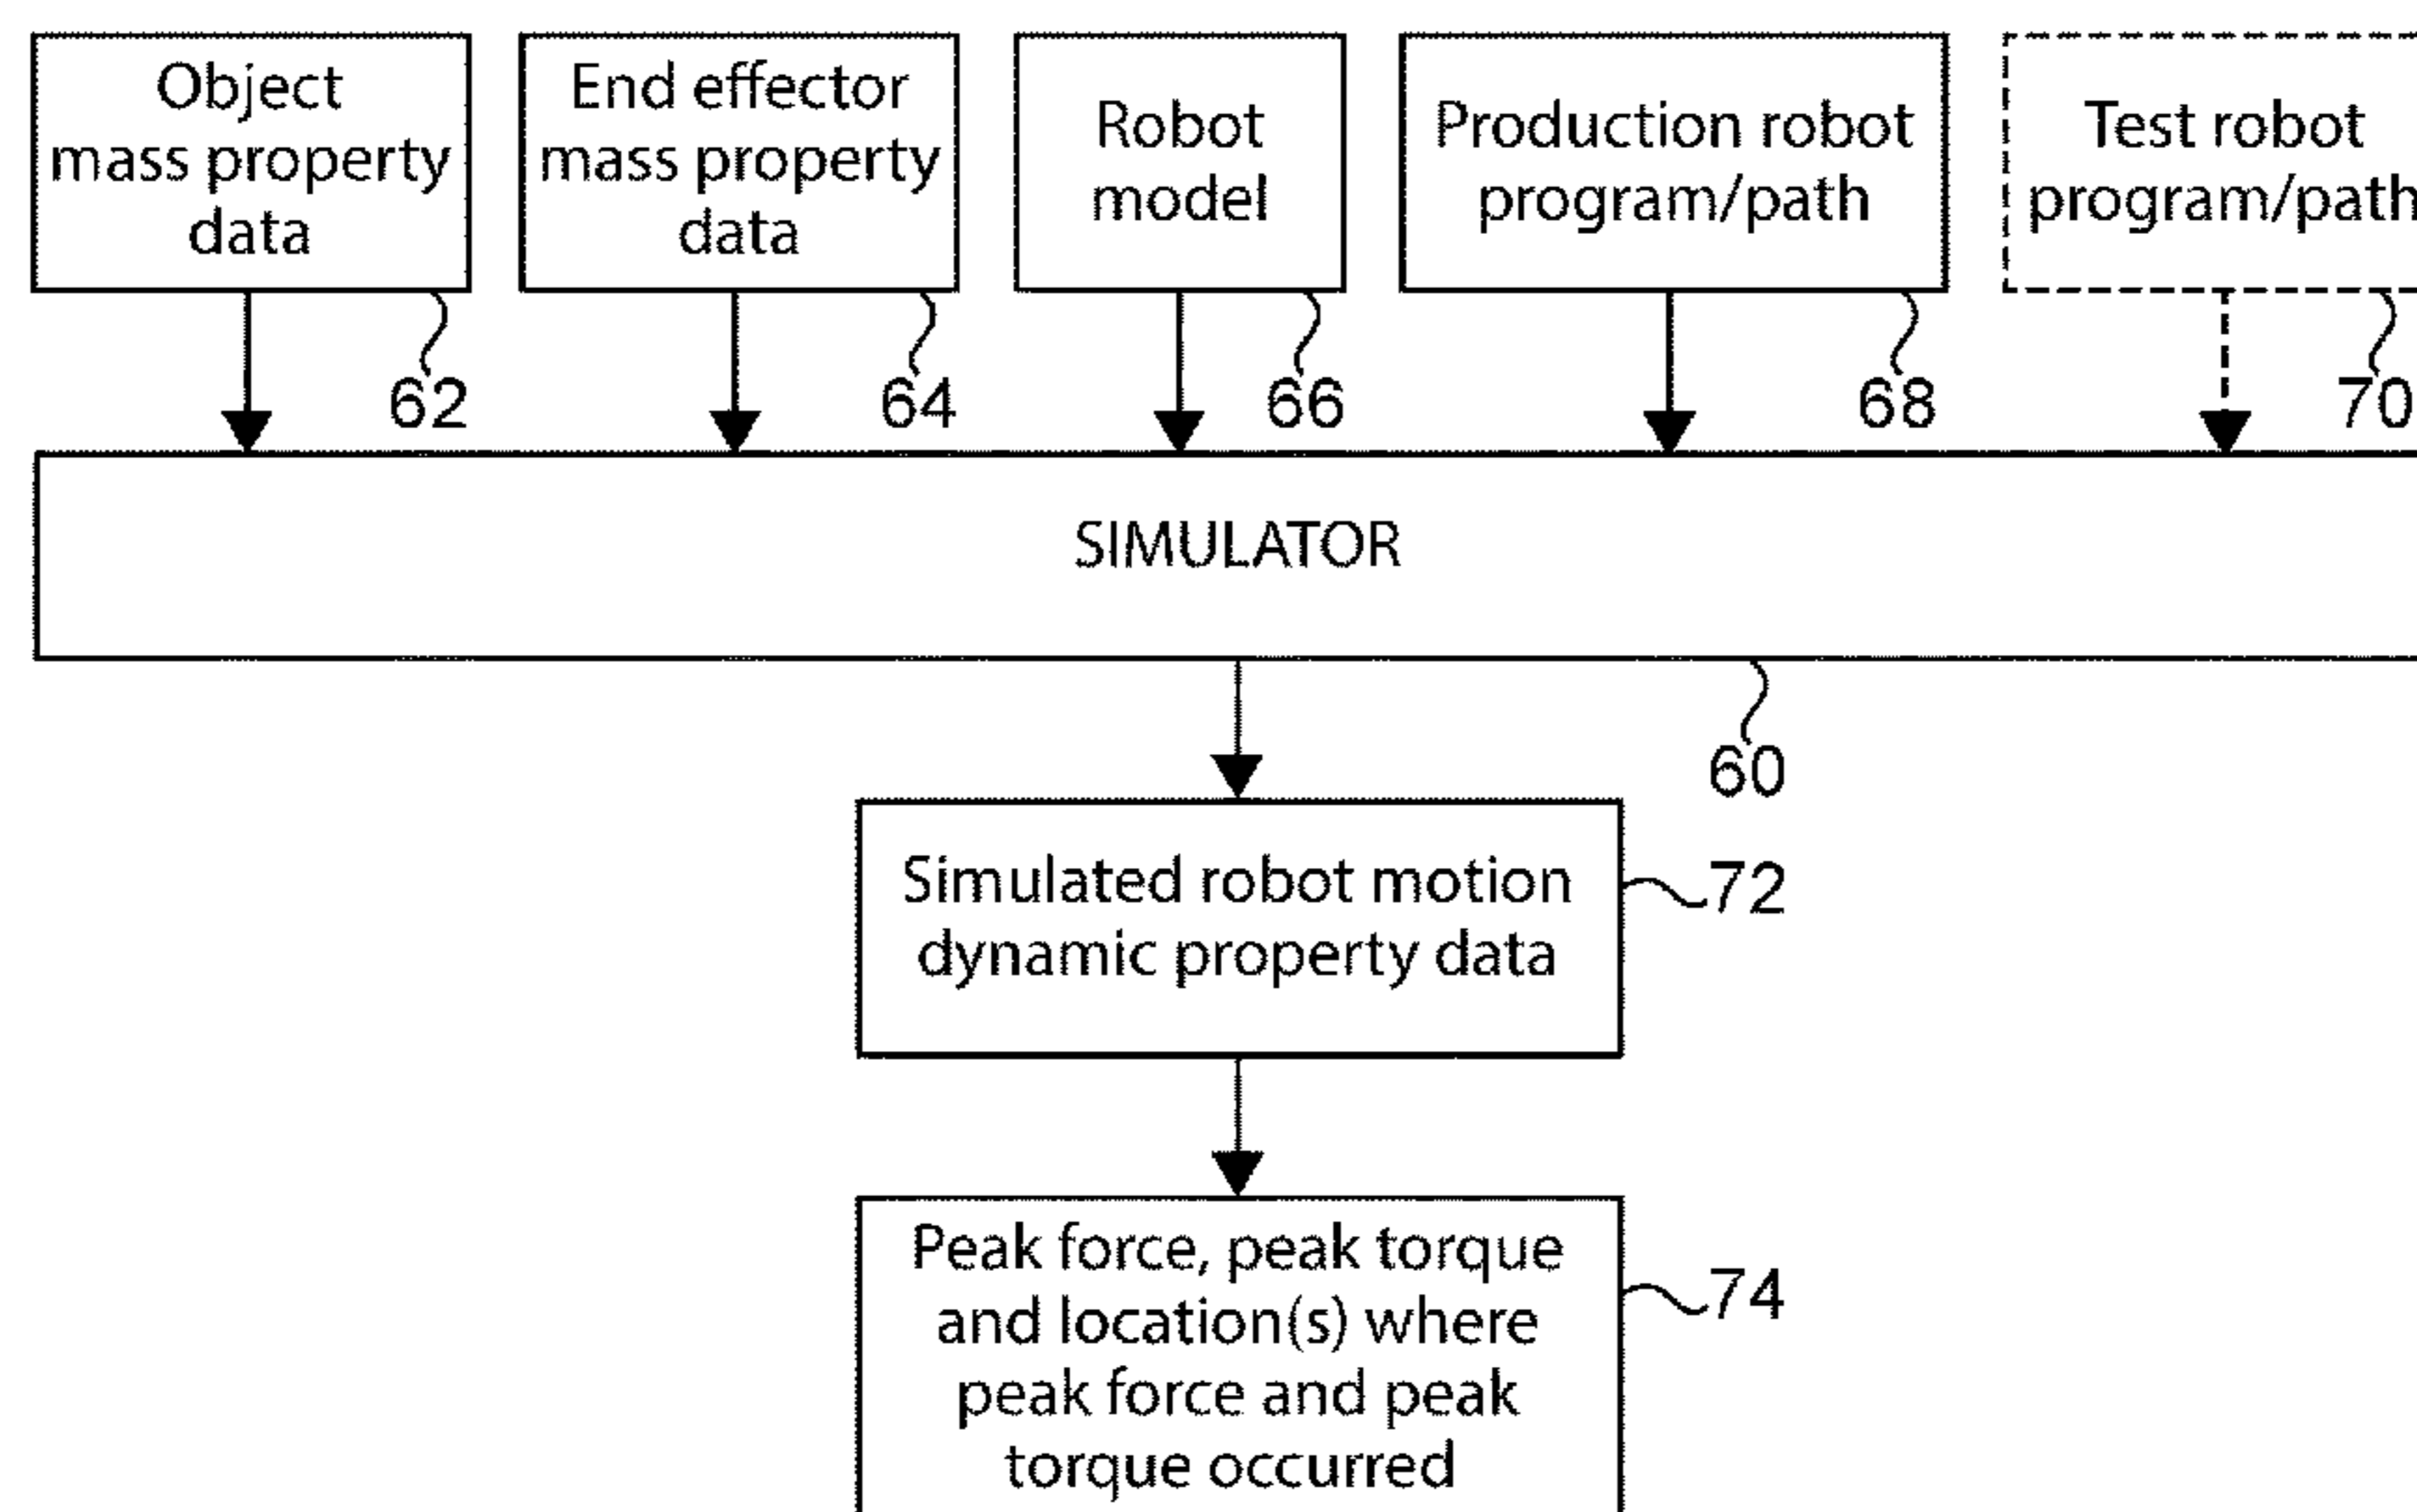 Object
mass property
data
End effector
mass property
data
Robot
model
Production robot
program/path
Test robot
program/path
62
64
66
68
70
SIMULATOR
60
Simulated robot motion
dynamic property data
72
Peak force, peak torque
and location(s) where
peak force and peak
torque occurred
74